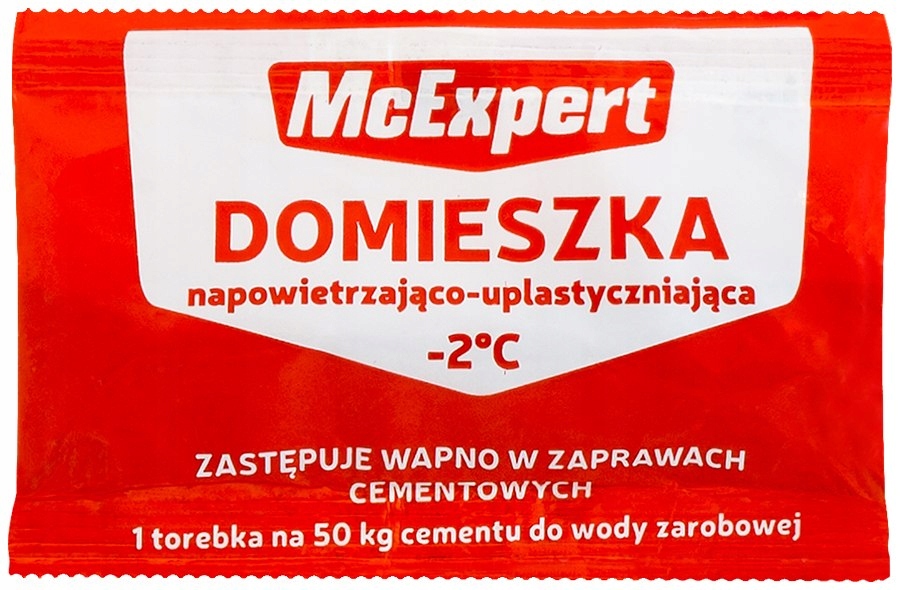 McExpert
DOMIESZKA
napowietrzająco-uplastyczniająca
-2°C
ZASTĘPUJE WAPNO W ZAPRAWACH
CEMENTOWYCH
1 torebka na 50 kg cementu do wody zarobowej